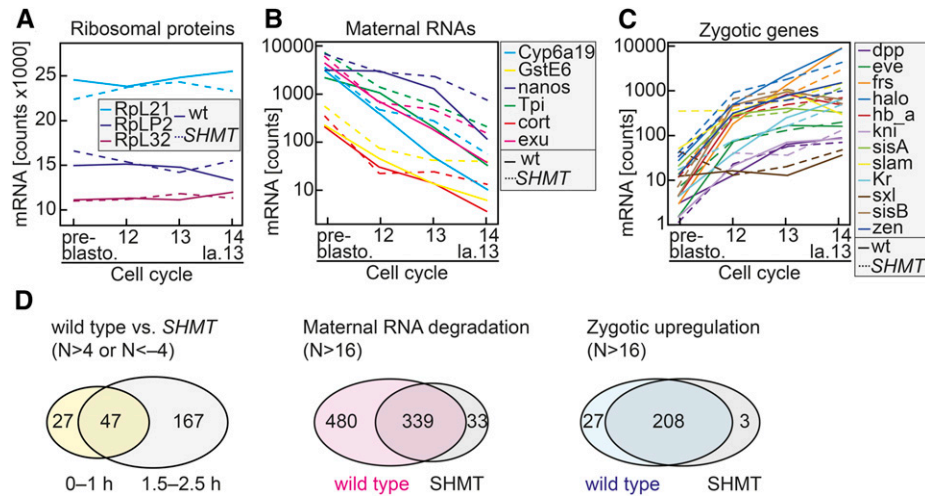 A Ribosomal proteins
mRNA [counts x1000]
25
20
15
10
RpL21
RpLP2
RpL32
wt
SHMT
pre-blasto.
12
13
14
la.13
Cell cycle
B Maternal RNAs
mRNA [counts]
10000
1000
100
10
Cyp6a19
GstE6
nanos
Tpi
cort
exu
wt
SHMT
pre-blasto.
12
13
14
la.13
Cell cycle
C Zygotic genes
mRNA [counts]
10000
1000
100
10
1
dpp
eve
frs
halo
hb_a
kni
sisA
slam
Kr
sxl
sisB
zen
wt
SHMT
pre-blasto.
12
13
14
la.13
Cell cycle
D
wild type vs. SHMT
(N>4 or N<–4)
27
47
167
0–1 h
1.5–2.5 h
Maternal RNA degradation
(N>16)
480
339
33
wild type
SHMT
Zygotic upregulation
(N>16)
27
208
3
wild type
SHMT